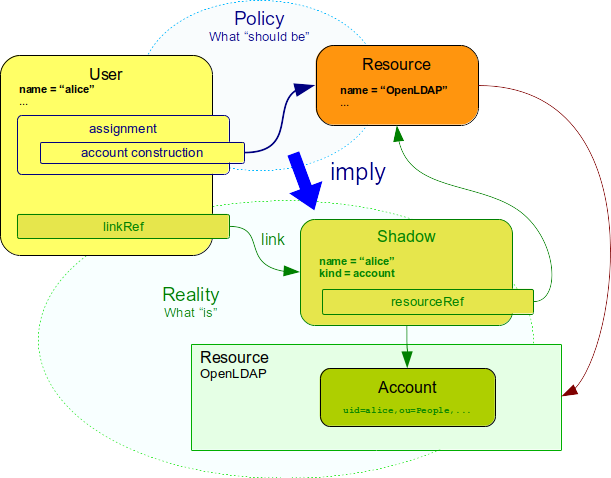 Policy
What “should be”
User
name = “alice”
...
assignment
account construction
Resource
name = “OpenLDAP”
...
imply
linkRef
link
Shadow
name = “alice”
kind = account
resourceRef
Reality
What “is”
Resource
OpenLDAP
Account
uid=alice,ou=People,...